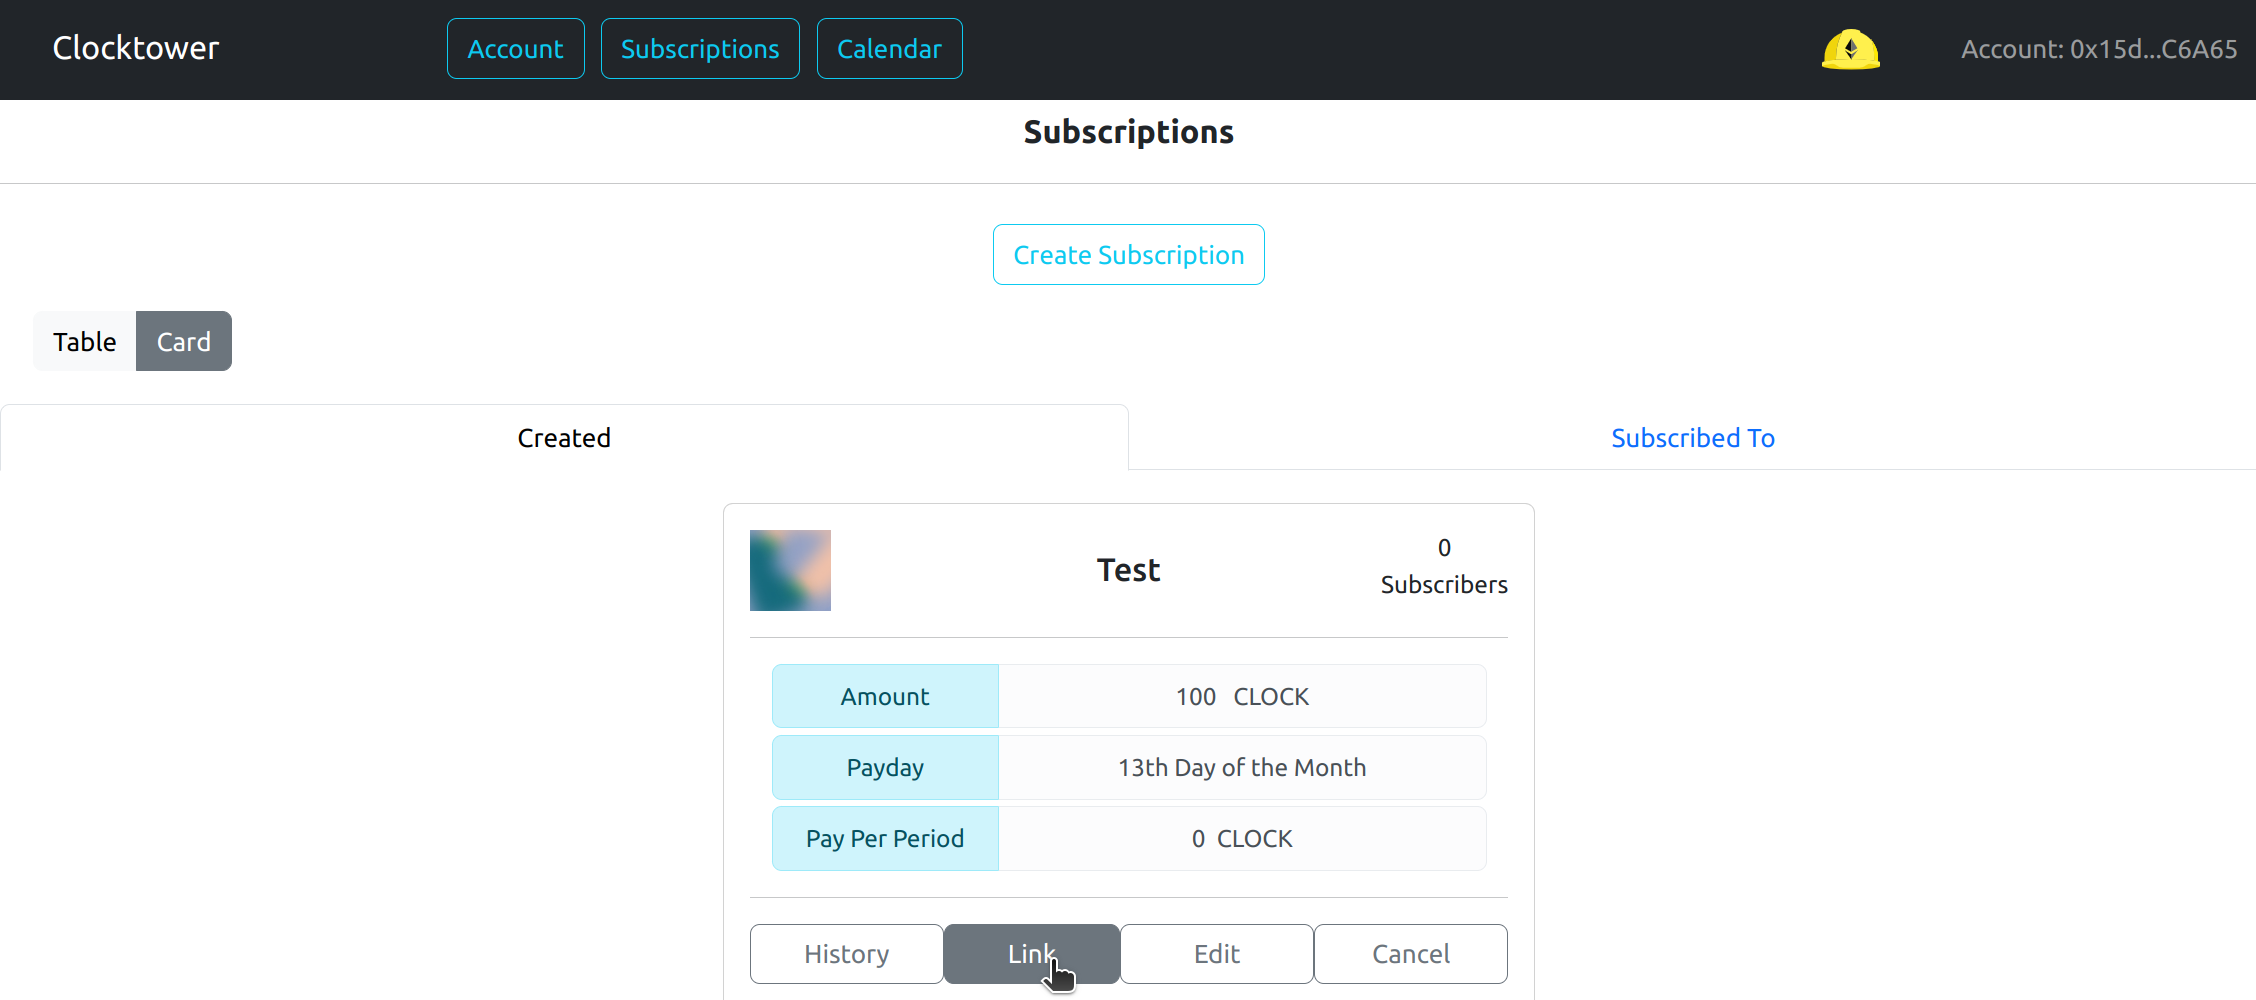 Clocktower
Account
Subscriptions
Calendar
Account: 0x15d...C6A65
Subscriptions
Create Subscription
Table
Card
Created
Subscribed To
Test
0
Subscribers
Amount
100 CLOCK
Payday
13th Day of the Month
Pay Per Period
0 CLOCK
History
Link
Edit
Cancel